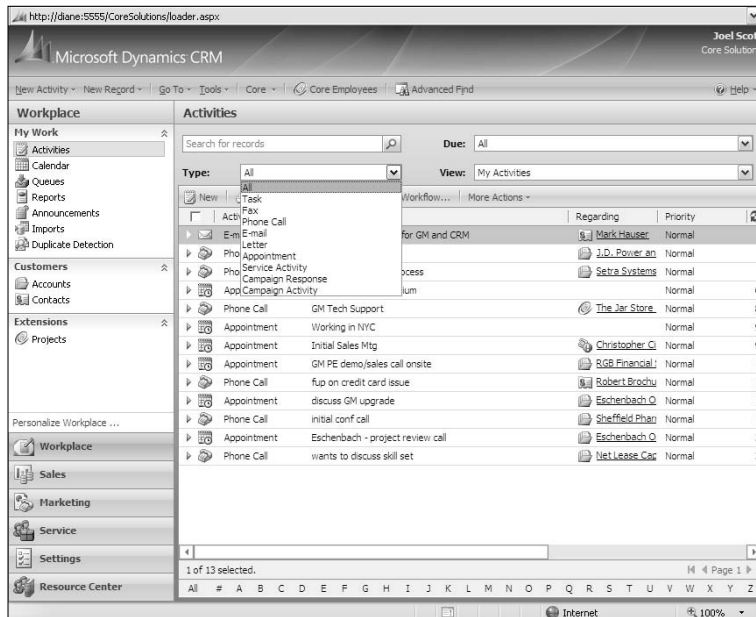 http://diane:5555/CoreSolutions/loader.aspx
Microsoft Dynamics CRM
Joel Scot
Core Solution
New Activity New Record Go To Tools Core Core Employees Advanced Find Help
Workplace
My Work
Activities
Calendar
Queues
Reports
Announcements
Imports
Duplicate Detection
Customers
Accounts
Contacts
Extensions
Projects
Personalize Workplace ...
Workplace
Sales
Marketing
Service
Settings
Resource Center
Activities
Search for records
Due: All
Type: All
View: My Activities
All
Task
Fax
Phone Call
E-mail
Letter
Appointment
Service Activity
Campaign Response
Campaign Activity
New Workflow... More Actions
Acti Regarding Priority
E-m for GM and CRM Mark Hauser Normal
Pho J.D. Power an Normal
Pho ocess Setra Systems Normal
App ium Normal
Phone Call GM Tech Support The Jar Store Normal
Appointment Working in NYC Normal
Appointment Initial Sales Mtg Christopher Ci Normal
Appointment GM PE demo/sales call onsite RGB Financial Normal
Phone Call fup on credit card issue Robert Brochu Normal
Appointment discuss GM upgrade Eschenbach O Normal
Phone Call initial conf call Sheffield Phar Normal
Appointment Eschenbach - project review call Eschenbach O Normal
Phone Call wants to discuss skill set NetLease Cap Normal
1 of 13 selected. Page 1
All # A B C D E F G H I J K L M N O P Q R S T U V W X Y Z
Internet 100%